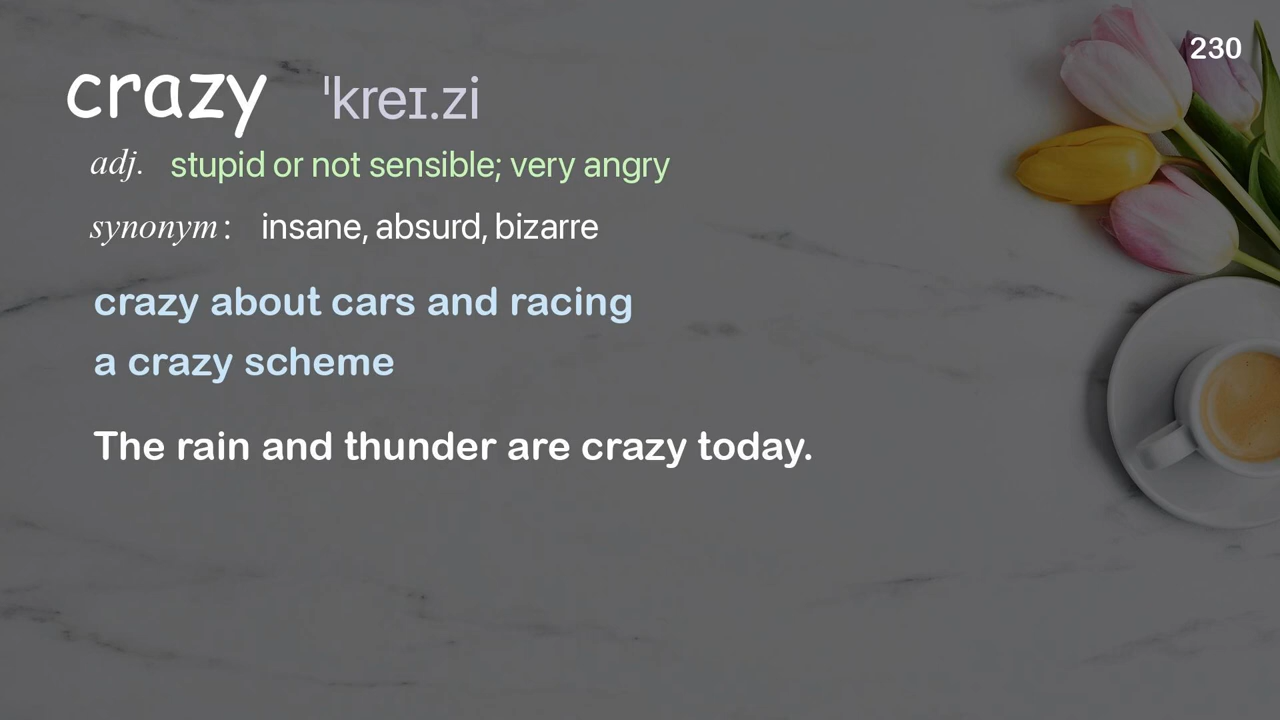 230
crazy ˈkreɪ.zi
adj. stupid or not sensible; very angry
synonym: insane, absurd, bizarre
crazy about cars and racing
a crazy scheme
The rain and thunder are crazy today.